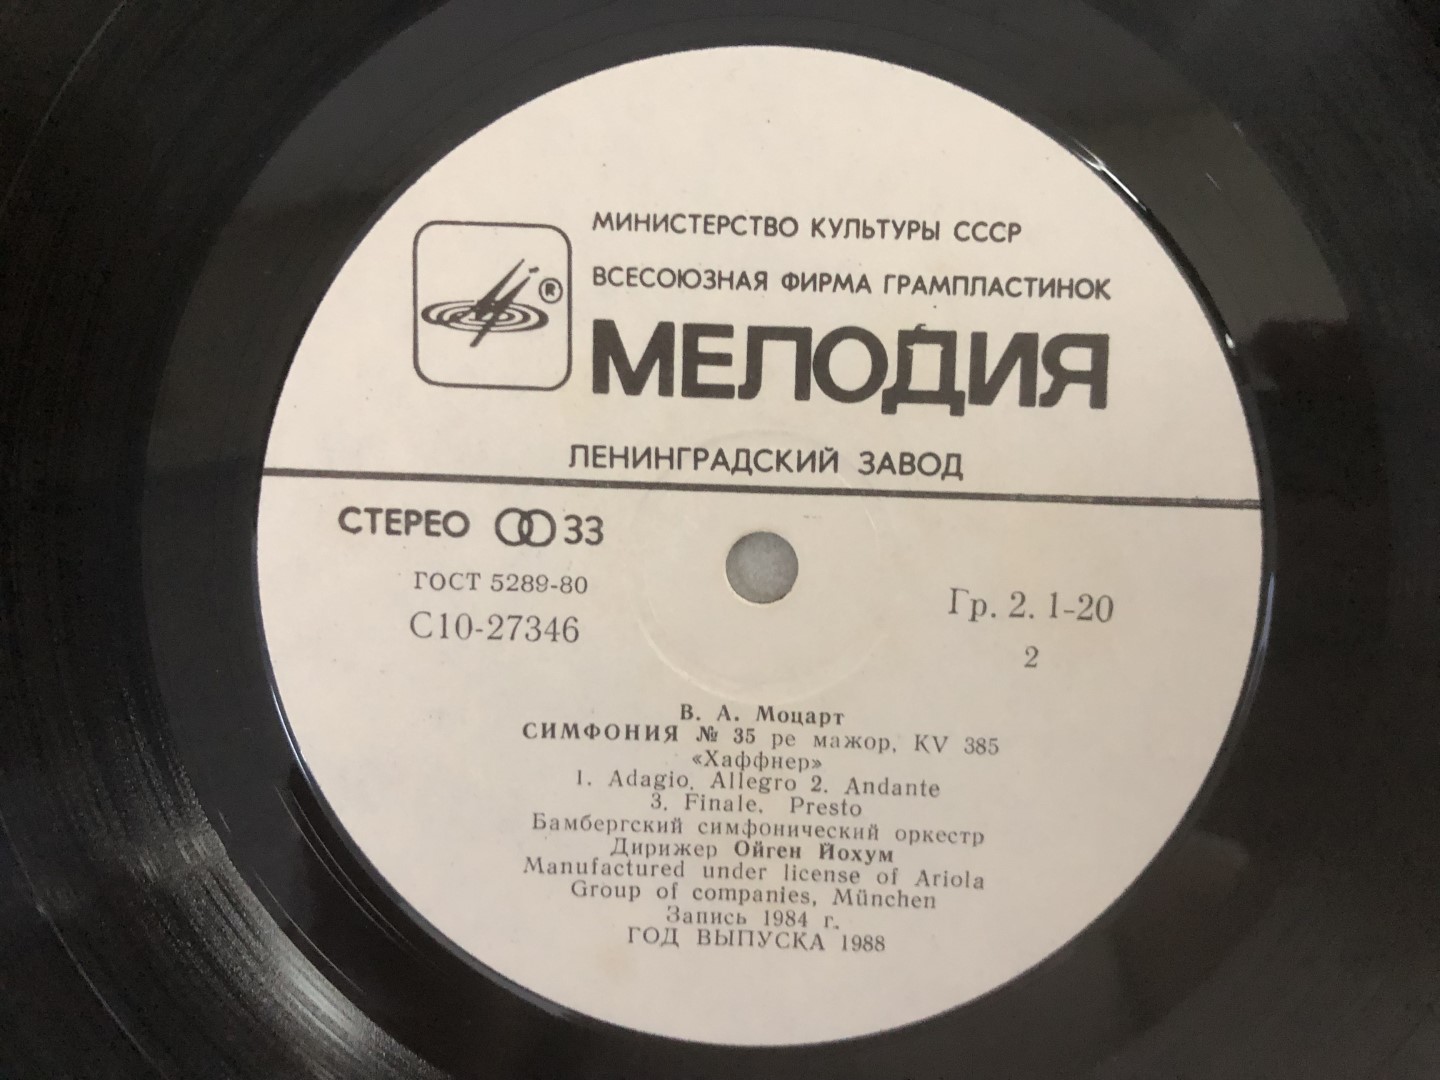 МИНИСТЕРСТВО КУЛЬТУРЫ СССР
ВСЕСОЮЗНАЯ ФИРМА ГРАМПЛАСТИНОК
®
МЕЛОДИЯ
ЛЕНИНГРАДСКИЙ ЗАВОД
СТЕРЕО 33
ГОСТ 5289-80
С10-27346
Гр. 2. 1-20
2
В. А. Моцарт
СИМФОНИЯ № 35 ре мажор, KV 385
«Хаффнер»
1. Adagio. Allegro 2. Andante
3. Finale. Presto
Бамбергский симфонический оркестр
Дирижер Ойген Йохум
Manufactured under license of Ariola
Group of companies, München
Запись 1984 г.
ГОД ВЫПУСКА 1988